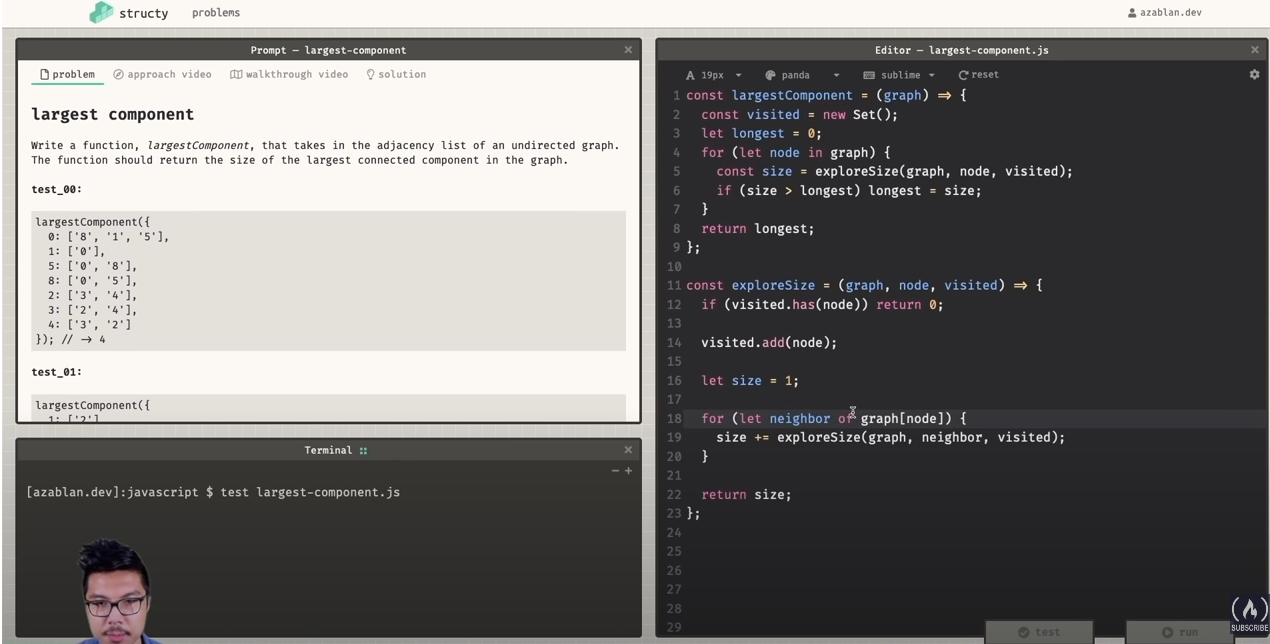 structy problems azablan.dev
Prompt — largest-component
problem approach video walkthrough video solution
largest component
Write a function, largestComponent, that takes in the adjacency list of an undirected graph.
The function should return the size of the largest connected component in the graph.
test_00:
largestComponent({
  0: ['8', '1', '5'],
  1: ['0'],
  5: ['0', '8'],
  8: ['0', '5'],
  2: ['3', '4'],
  3: ['2', '4'],
  4: ['3', '2']
}); // -> 4
test_01:
largestComponent({
  1: ['2']
Terminal
- +
[azablan.dev]:javascript $ test largest-component.js
Editor — largest-component.js
A 19px panda sublime reset
1 const largestComponent = (graph) => {
2   const visited = new Set();
3   let longest = 0;
4   for (let node in graph) {
5     const size = exploreSize(graph, node, visited);
6     if (size > longest) longest = size;
7   }
8   return longest;
9 };
10
11 const exploreSize = (graph, node, visited) => {
12   if (visited.has(node)) return 0;
13
14   visited.add(node);
15
16   let size = 1;
17
18   for (let neighbor of graph[node]) {
19     size += exploreSize(graph, neighbor, visited);
20   }
21
22   return size;
23 };
24
25
26
27
28
29
test run
SUBSCRIBE